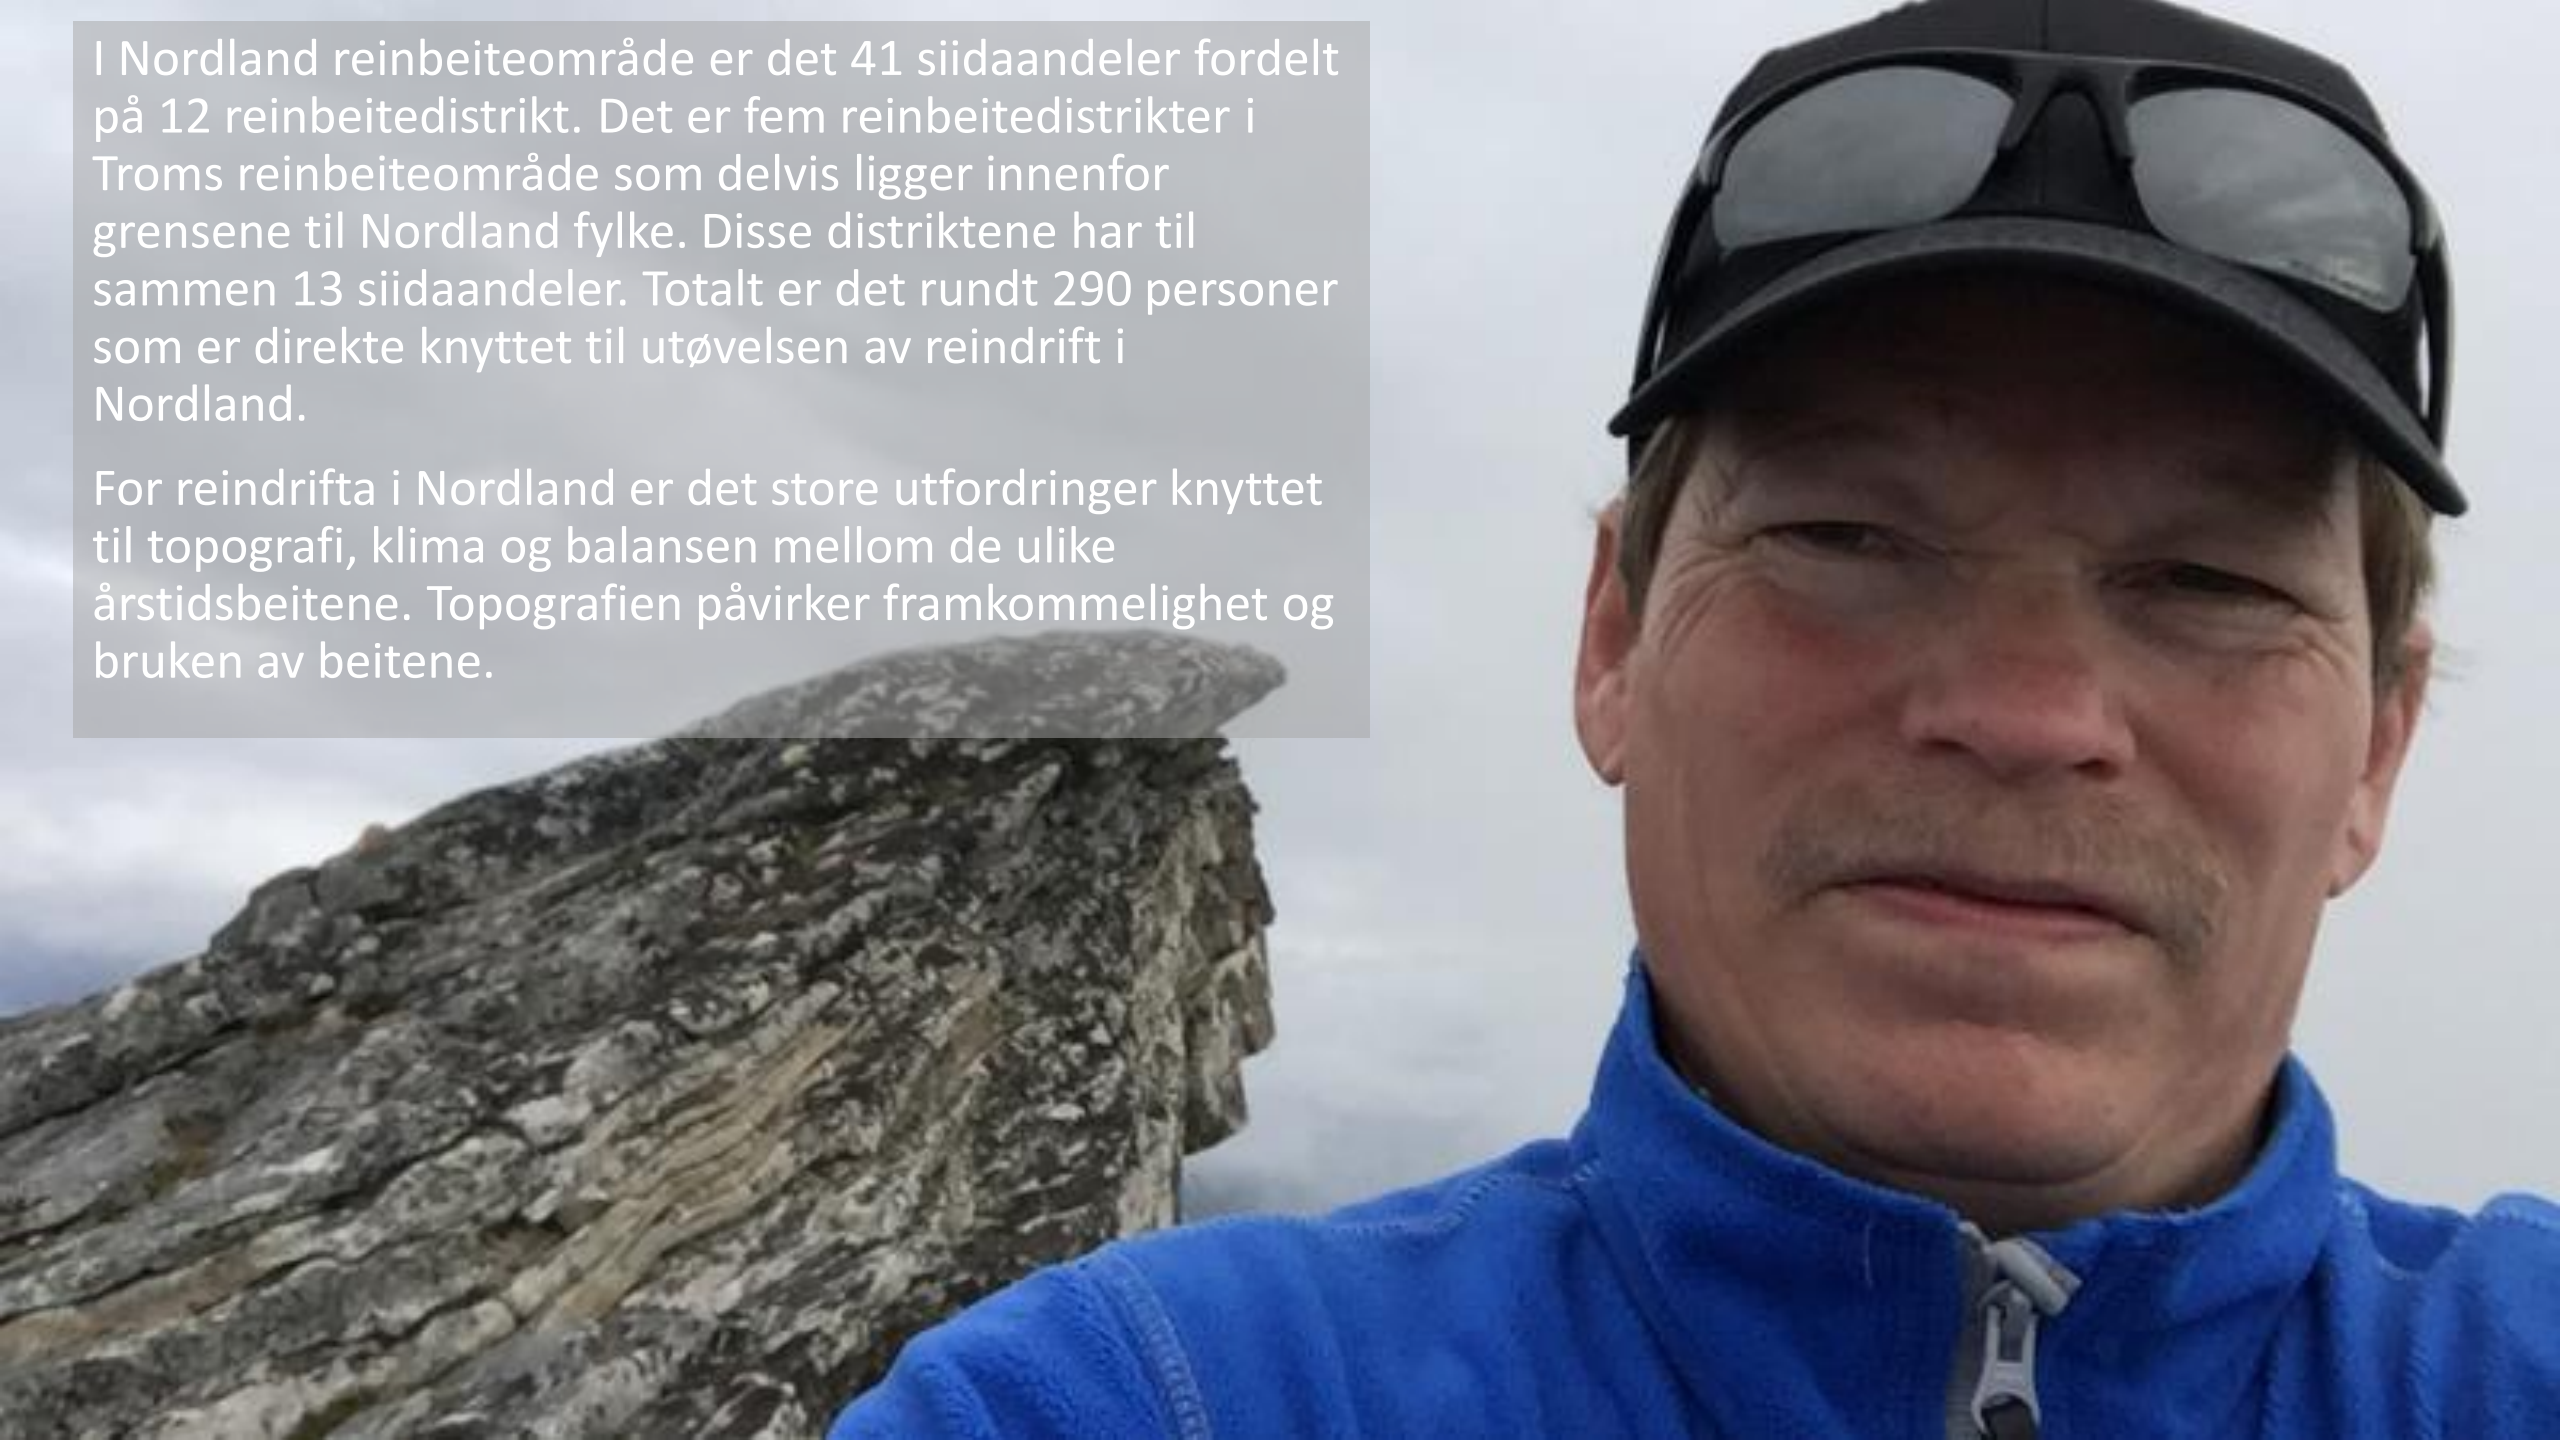 I Nordland reinbeiteområde er det 41 siidaandeler fordelt
på 12 reinbeitedistrikt. Det er fem reinbeitedistrikter i
Troms reinbeiteområde som delvis ligger innenfor
grensene til Nordland fylke. Disse distriktene har til
sammen 13 siidaandeler. Totalt er det rundt 290 personer
som er direkte knyttet til utøvelsen av reindrift i
Nordland.
For reindrifta i Nordland er det store utfordringer knyttet
til topografi, klima og balansen mellom de ulike
årstidsbeitene. Topografien påvirker framkommelighet og
bruken av beitene.